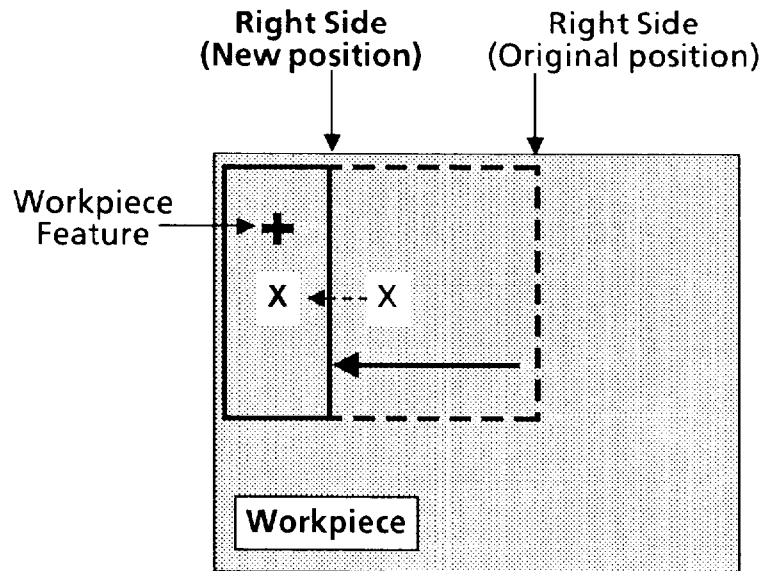 Right Side
(New position)
Right Side
(Original position)
Workpiece
Feature
X
X
Workpiece